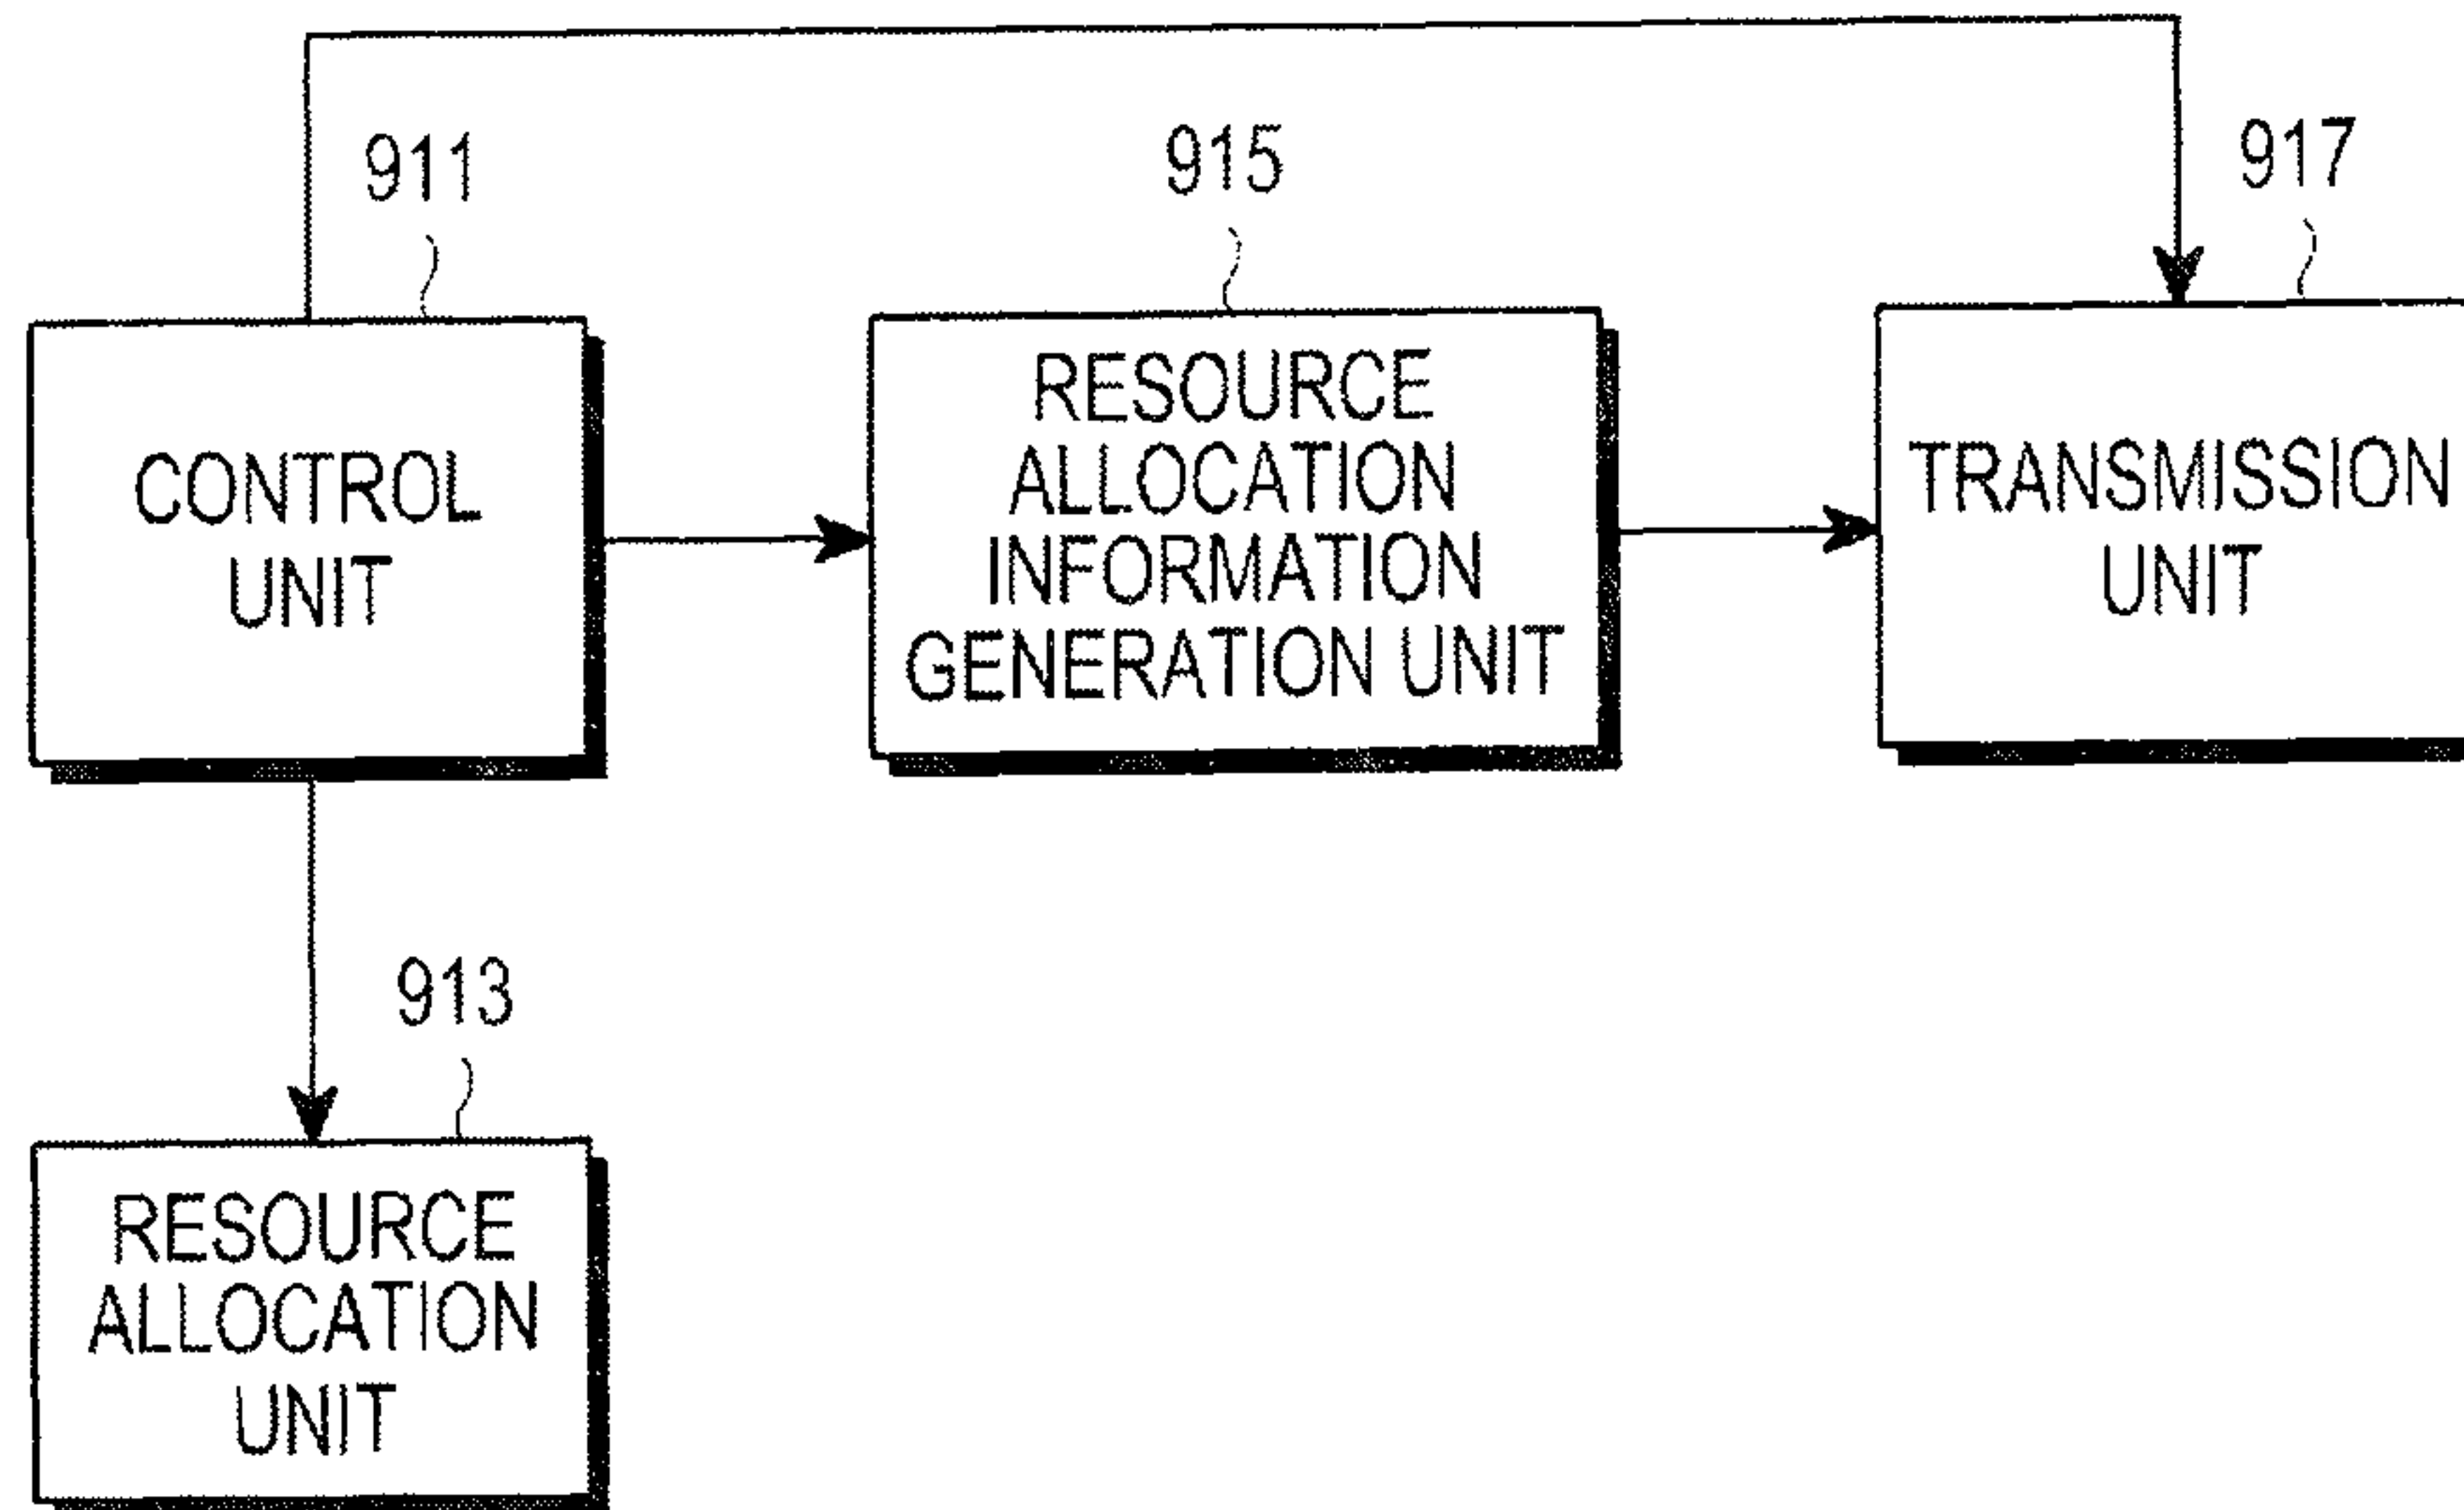 911
915
917
CONTROL
UNIT
RESOURCE
ALLOCATION
INFORMATION
GENERATION UNIT
TRANSMISSION
UNIT
913
RESOURCE
ALLOCATION
UNIT